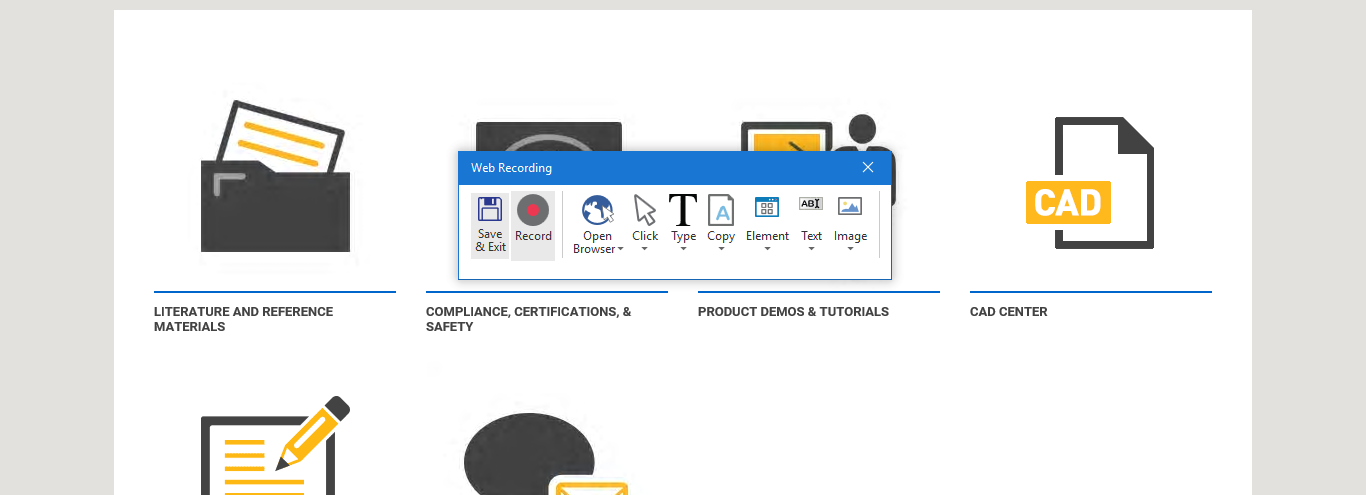 Web Recording
Save
& Exit
Record
Open
Browser
Click
T
Type
A
Copy
Element
AB
Text
Image
CAD
LITERATURE AND REFERENCE
MATERIALS
COMPLIANCE, CERTIFICATIONS, &
SAFETY
PRODUCT DEMOS & TUTORIALS
CAD CENTER